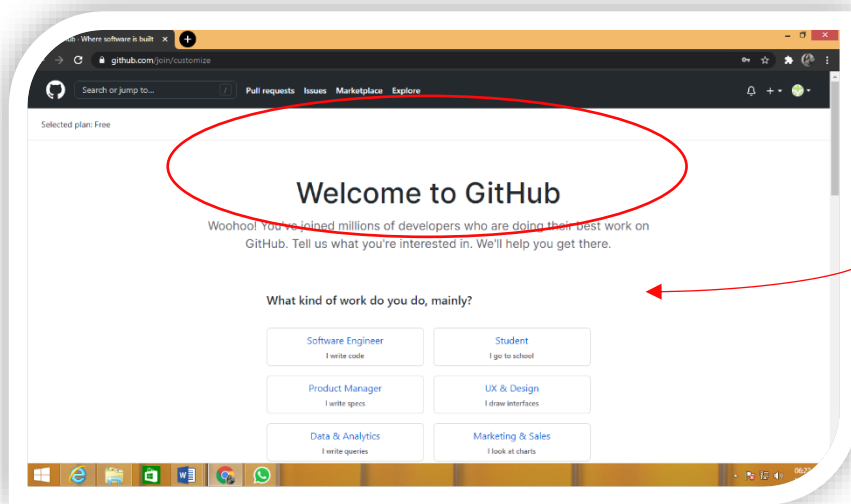 - Where software is built
github.com/join/customize
Search or jump to... /
Pull requests Issues Marketplace Explore
Selected plan: Free
Welcome to GitHub
Woohoo! You've joined millions of developers who are doing their best work on
GitHub. Tell us what you're interested in. We'll help you get there.
What kind of work do you do, mainly?
Software Engineer
I write code
Student
I go to school
Product Manager
I write specs
UX & Design
I draw interfaces
Data & Analytics
I write queries
Marketing & Sales
I look at charts